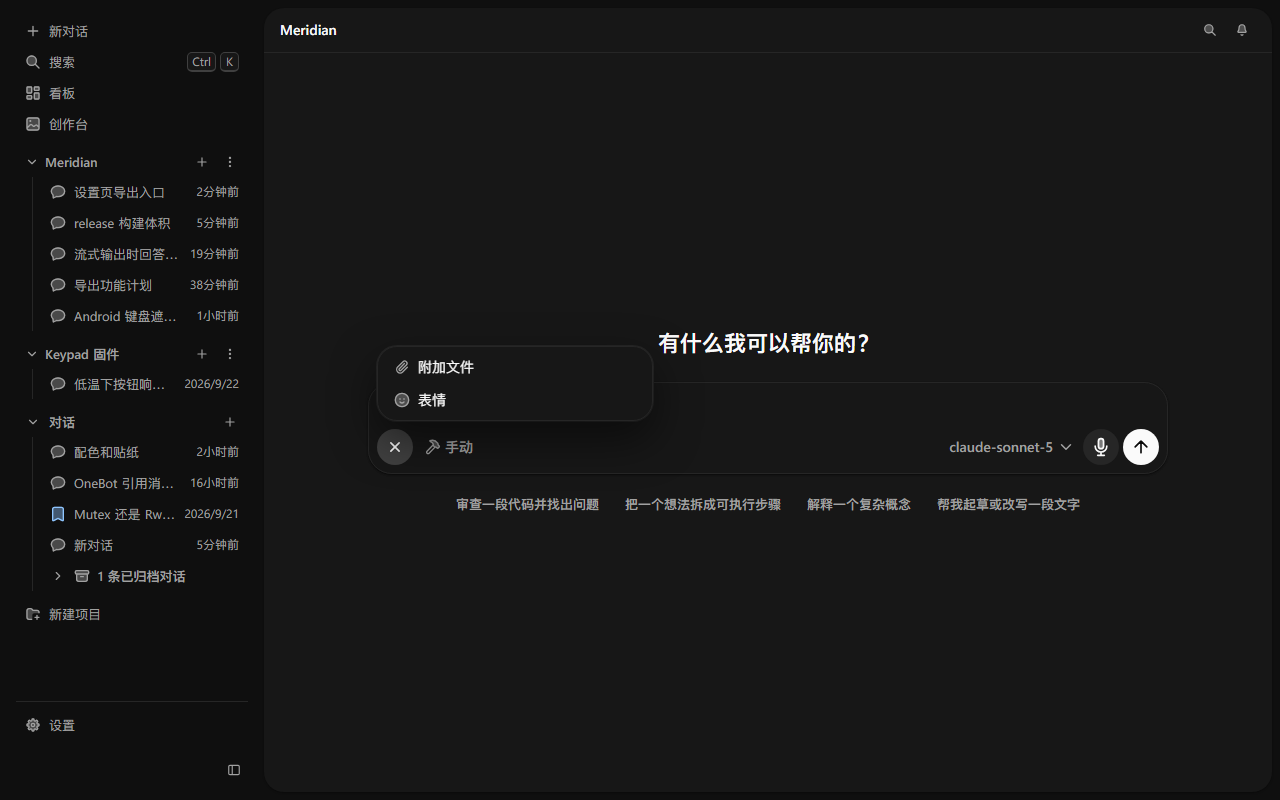 新对话
搜索 Ctrl K
看板
创作台
Meridian
设置页导出入口 2分钟前
release 构建体积 5分钟前
流式输出时回答… 19分钟前
导出功能计划 38分钟前
Android 键盘遮… 1小时前
Keypad 固件
低温下按钮响… 2026/9/22
对话
配色和贴纸 2小时前
OneBot 引用消… 16小时前
Mutex 还是 Rw… 2026/9/21
新对话 5分钟前
1 条已归档对话
新建项目
设置
Meridian
有什么我可以帮你的？
附加文件
表情
手动 claude-sonnet-5
审查一段代码并找出问题 把一个想法拆成可执行步骤 解释一个复杂概念 帮我起草或改写一段文字